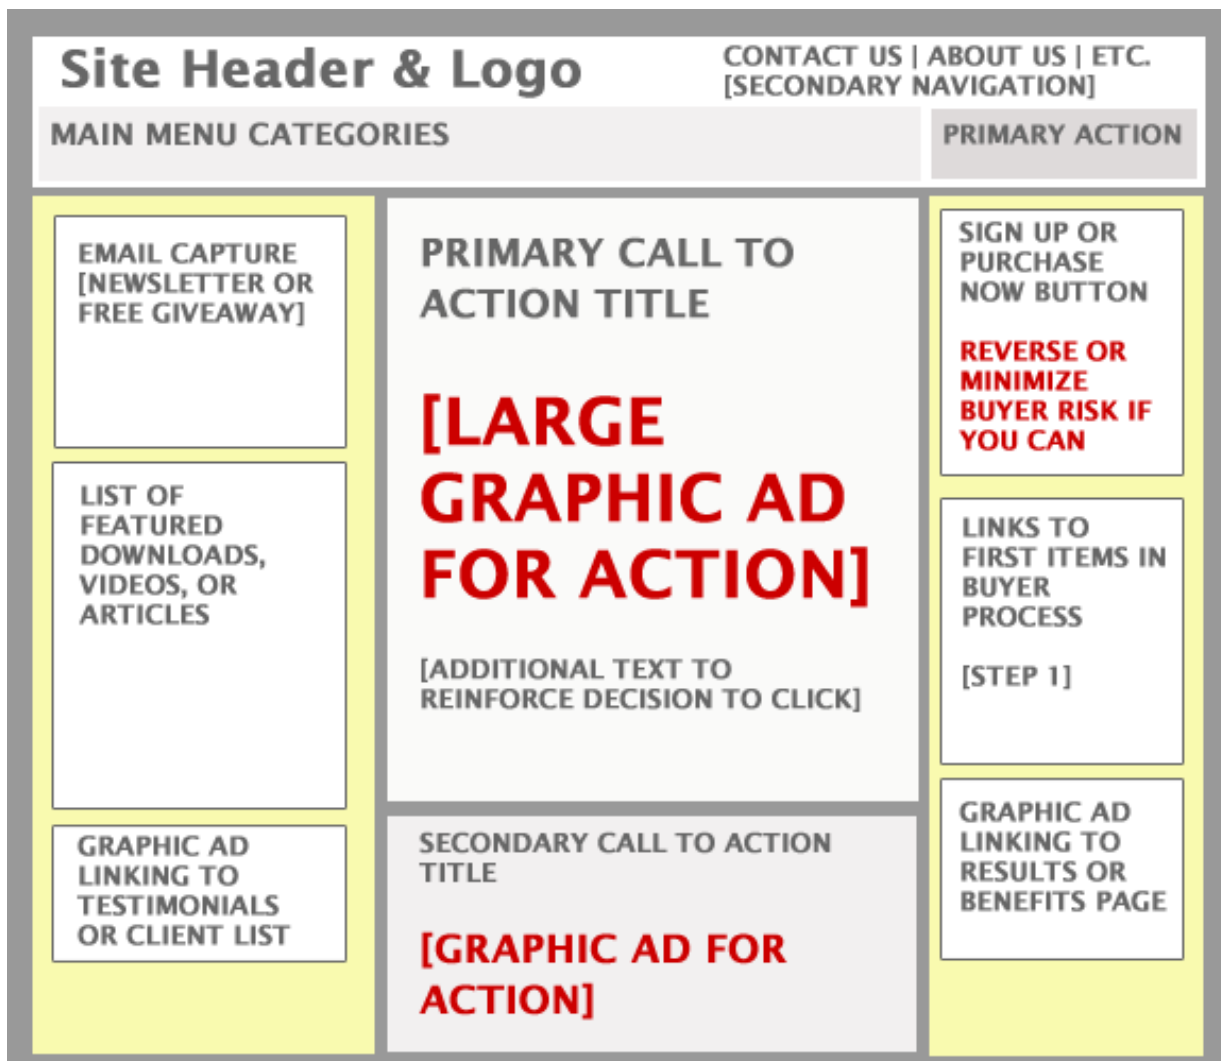 Site Header & Logo
CONTACT US | ABOUT US | ETC.
[SECONDARY NAVIGATION]
MAIN MENU CATEGORIES
PRIMARY ACTION
EMAIL CAPTURE
[NEWSLETTER OR
FREE GIVEAWAY]
LIST OF
FEATURED
DOWNLOADS,
VIDEOS, OR
ARTICLES
GRAPHIC AD
LINKING TO
TESTIMONIALS
OR CLIENT LIST
PRIMARY CALL TO
ACTION TITLE
[LARGE
GRAPHIC AD
FOR ACTION]
[ADDITIONAL TEXT TO
REINFORCE DECISION TO CLICK]
SECONDARY CALL TO ACTION
TITLE
[GRAPHIC AD FOR
ACTION]
SIGN UP OR
PURCHASE
NOW BUTTON
REVERSE OR
MINIMIZE
BUYER RISK IF
YOU CAN
LINKS TO
FIRST ITEMS IN
BUYER
PROCESS
[STEP 1]
GRAPHIC AD
LINKING TO
RESULTS OR
BENEFITS PAGE